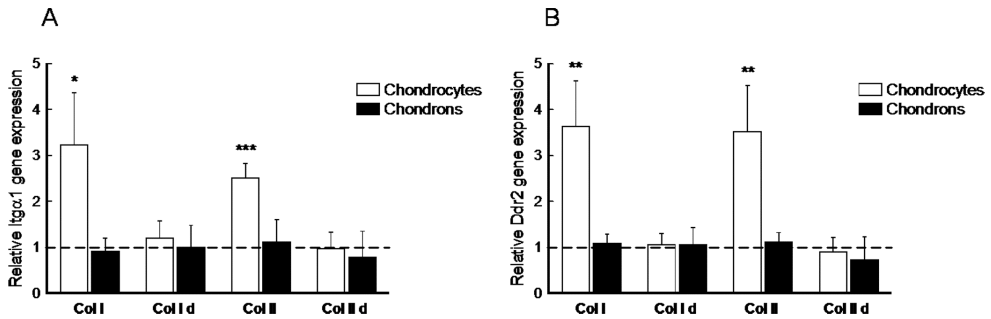 A
B
Relative Itgα1 gene expression
5
4
3
2
1
0
*
***
Chondrocytes
Chondrons
Col I
Col I d
Col II
Col II d
Relative Ddr2 gene expression
5
4
3
2
1
0
**
**
Chondrocytes
Chondrons
Col I
Col I d
Col II
Col II d